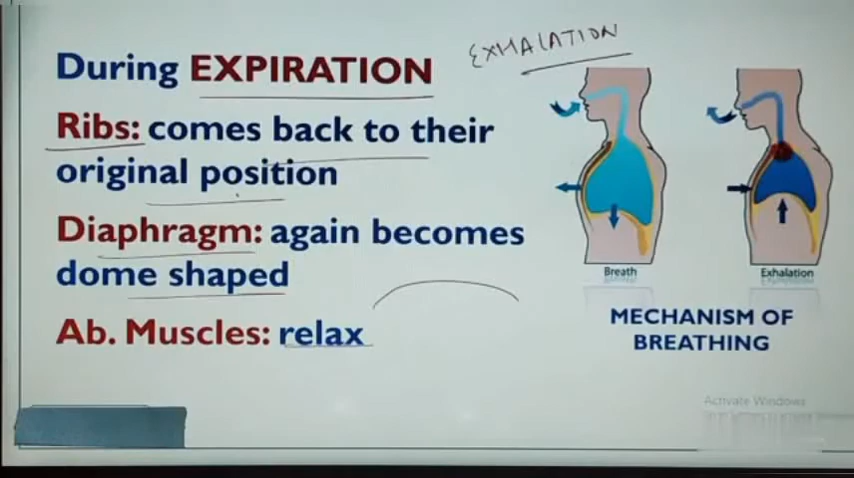 During EXPIRATION
EXHALATION
Ribs: comes back to their
original position
Diaphragm: again becomes
dome shaped
Ab. Muscles: relax
Breath
Exhalation
MECHANISM OF
BREATHING
Activate Windows